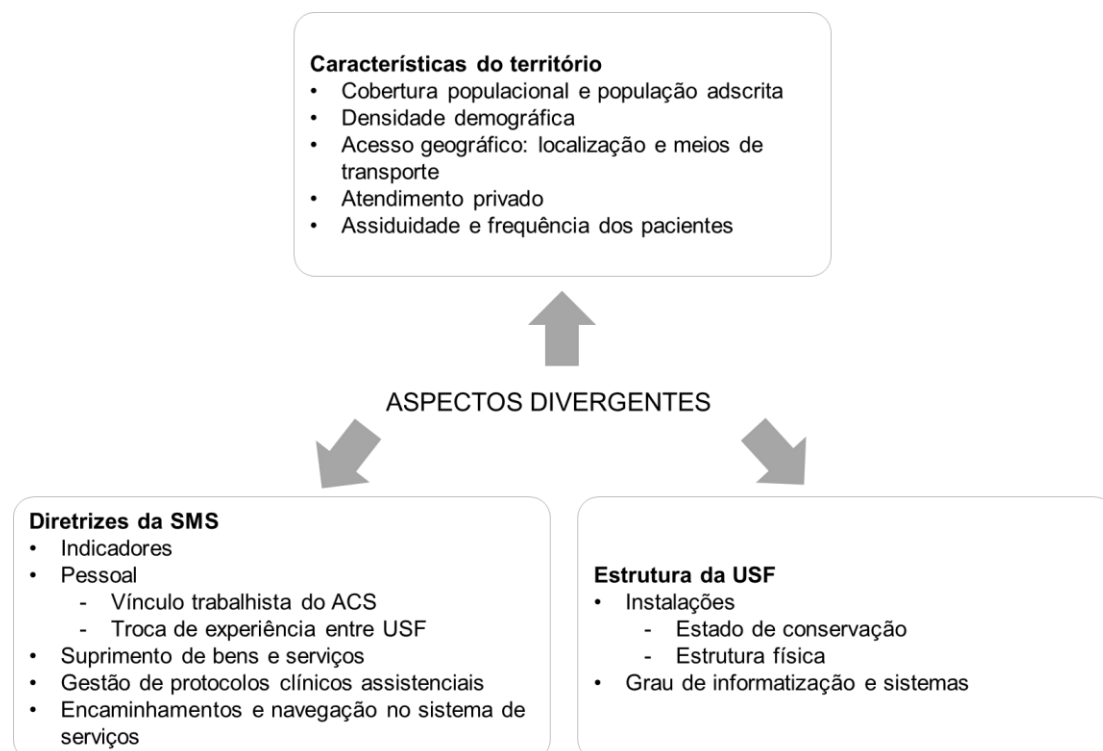 Características do território
• Cobertura populacional e população adscrita
• Densidade demográfica
• Acesso geográfico: localização e meios de
transporte
• Atendimento privado
• Assiduidade e frequência dos pacientes
ASPECTOS DIVERGENTES
Diretrizes da SMS
• Indicadores
• Pessoal
- Vínculo trabalhista do ACS
- Troca de experiência entre USF
• Suprimento de bens e serviços
• Gestão de protocolos clínicos assistenciais
• Encaminhamentos e navegação no sistema de
serviços
Estrutura da USF
• Instalações
- Estado de conservação
- Estrutura física
• Grau de informatização e sistemas